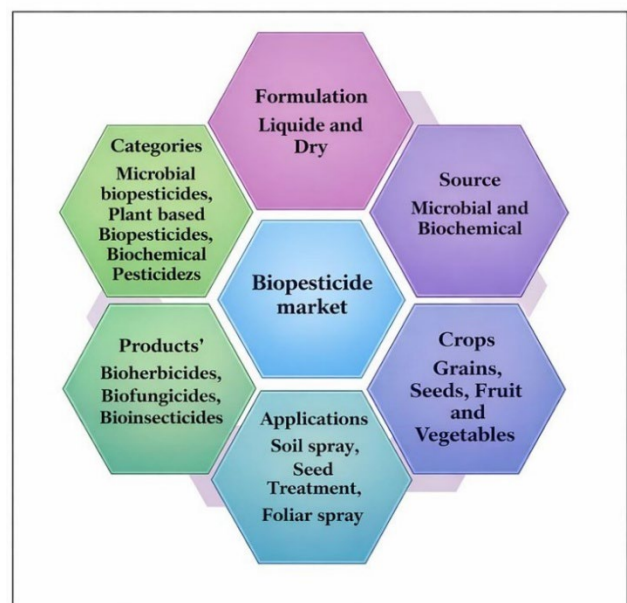 Formulation
Liquide and
Dry
Categories
Microbial
biopesticides,
Plant based
Biopesticides,
Biochemical
Pesticidezs
Source
Microbial and
Biochemical
Biopesticide
market
Products'
Bioherbicides,
Biofungicides,
Bioinsecticides
Crops
Grains,
Seeds, Fruit
and
Vegetables
Applications
Soil spray,
Seed
Treatment,
Foliar spray